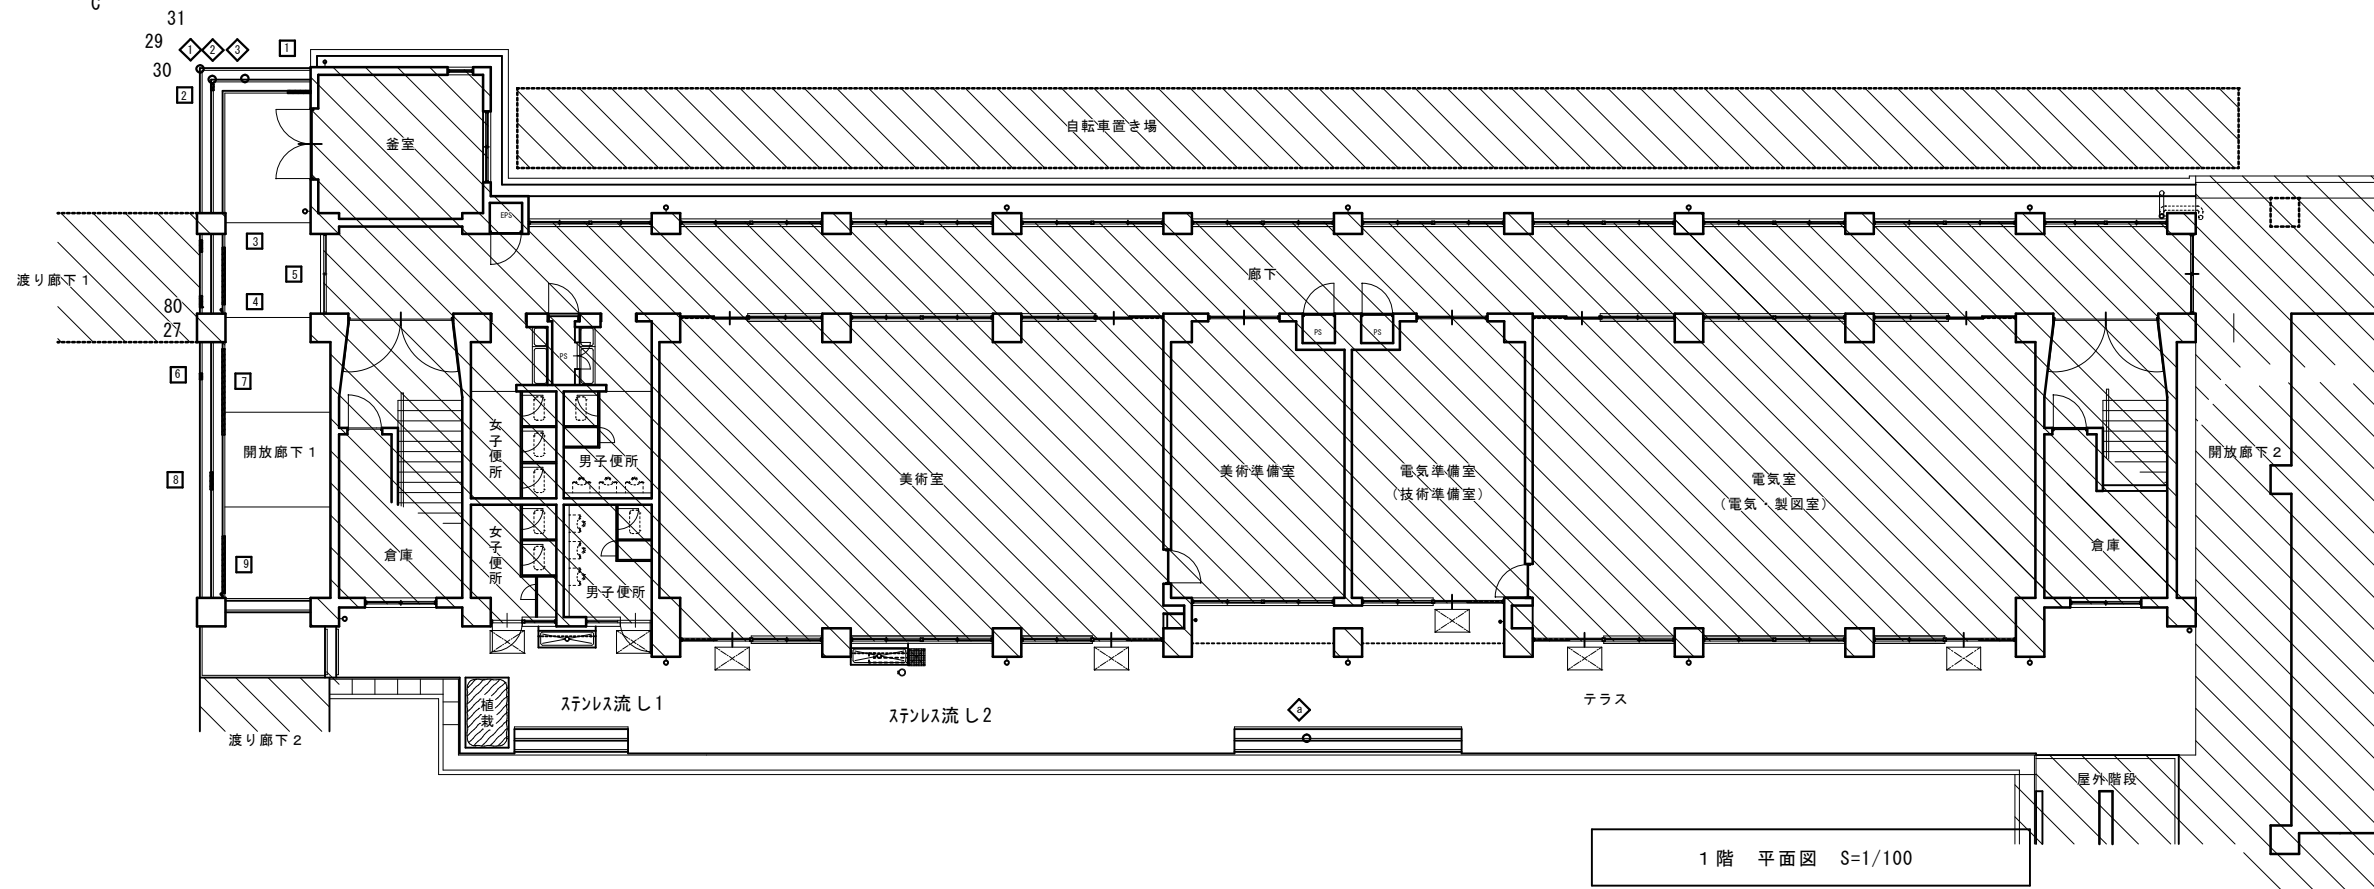 C
31
29
1
2
3
1
30
2
自転車置き場
釜室
EPS
3
渡り廊下1
5
廊下
4
80
27
PS
PS
PS
6
7
女子便所
開放廊下1
男子便所
美術室
美術準備室
電気準備室
(技術準備室)
電気室
(電気・製図室)
開放廊下2
8
女子便所
倉庫
倉庫
9
男子便所
ステンレス流し1
植栽
ステンレス流し2
a
テラス
渡り廊下2
屋外階段
1階 平面図 S=1/100